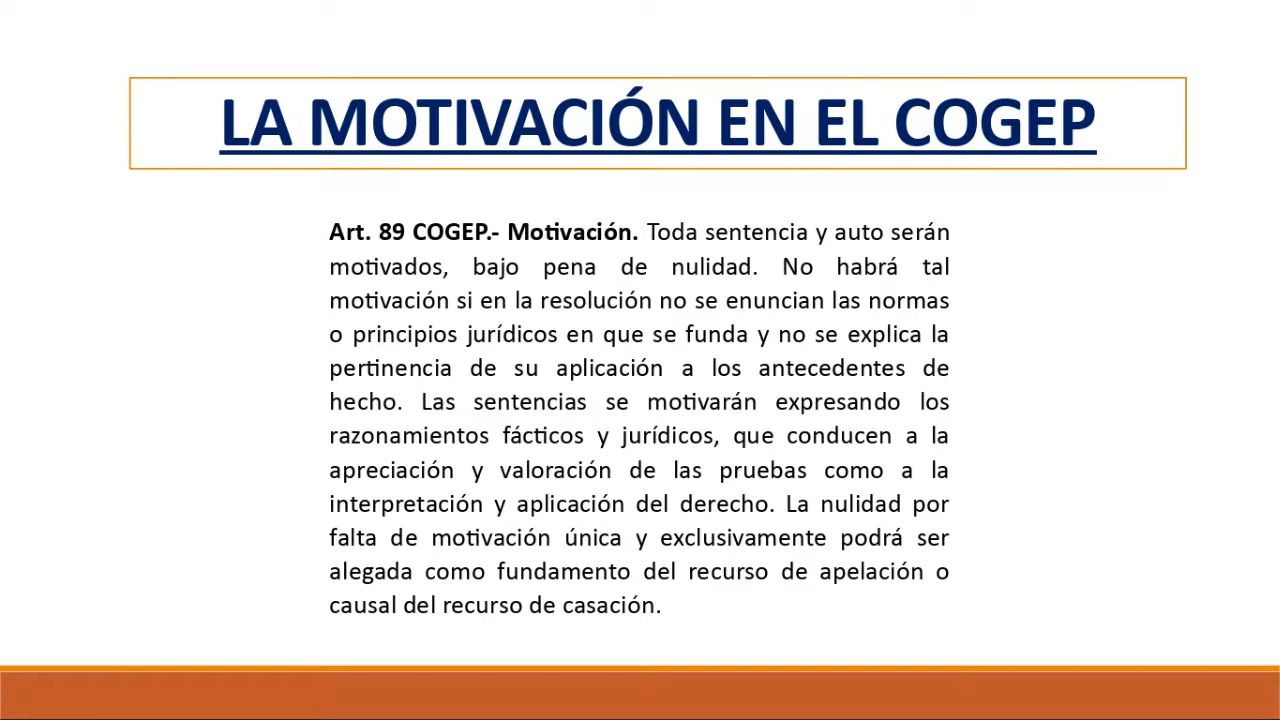 LA MOTIVACIÓN EN EL COGEP
Art. 89 COGEP.- Motivación. Toda sentencia y auto serán
motivados, bajo pena de nulidad. No habrá tal
motivación si en la resolución no se enuncian las normas
o principios jurídicos en que se funda y no se explica la
pertinencia de su aplicación a los antecedentes de
hecho. Las sentencias se motivarán expresando los
razonamientos fácticos y jurídicos, que conducen a la
apreciación y valoración de las pruebas como a la
interpretación y aplicación del derecho. La nulidad por
falta de motivación única y exclusivamente podrá ser
alegada como fundamento del recurso de apelación o
causal del recurso de casación.